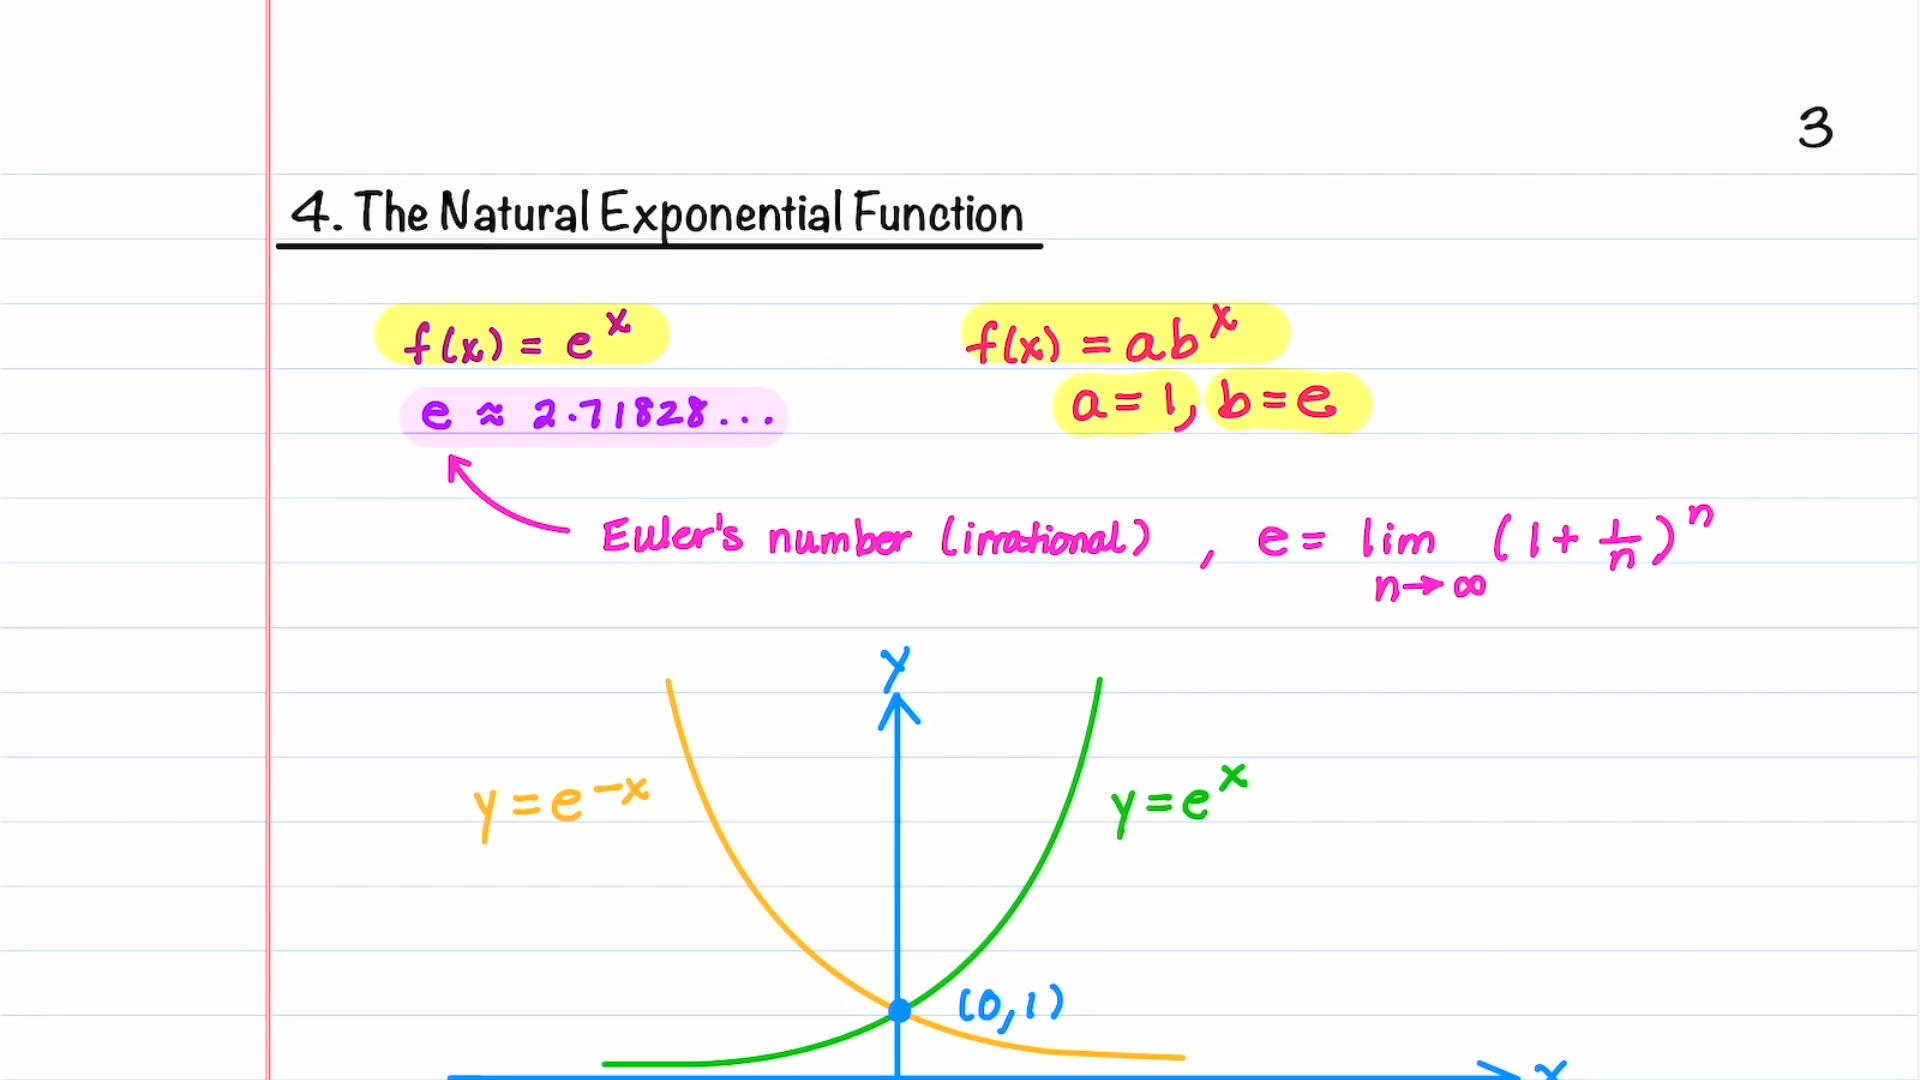 3
4. The Natural Exponential Function
f(x) = e^x
f(x) = ab^x
e ≈ 2.71828...
a = 1, b = e
Euler's number (irrational) , e = lim n→∞ (1 + 1/n)^n
y
y = e^-x
y = e^x
(0,1)
x